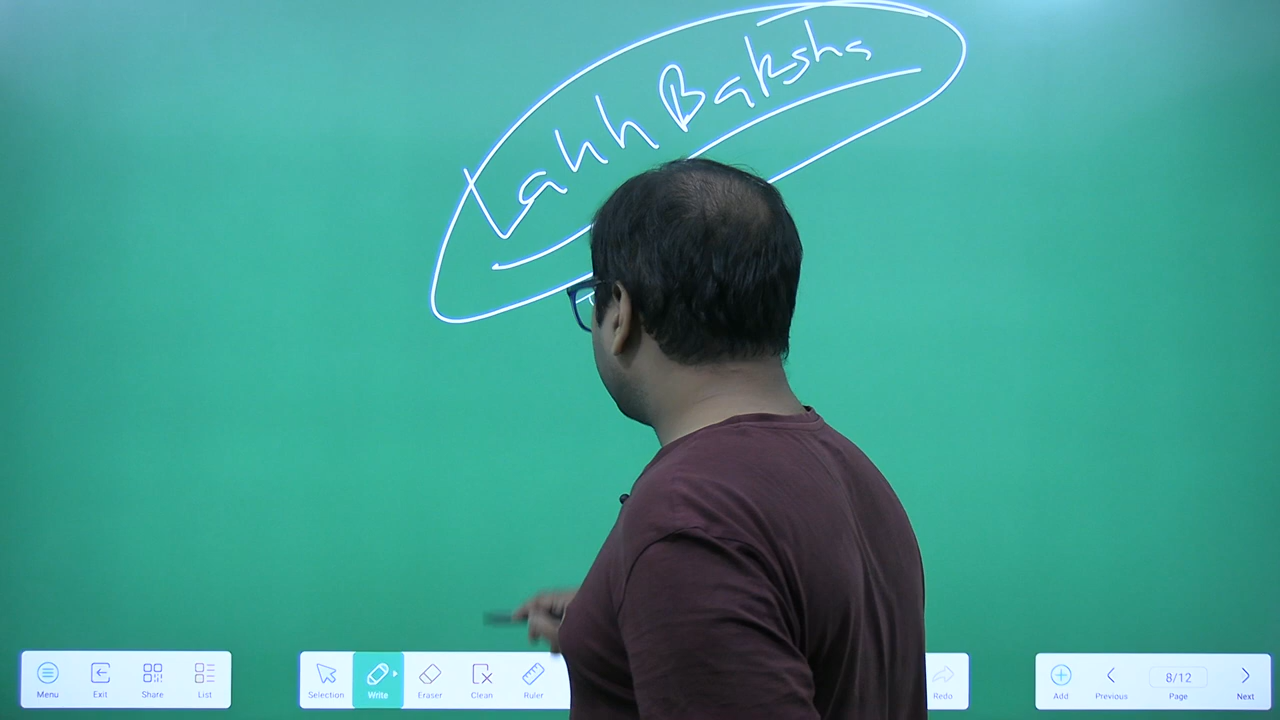 Lahh Baksha
Menu
Exit
Share
List
Selection
Write
Eraser
Clean
Ruler
Redo
Add
Previous
8/12
Page
Next